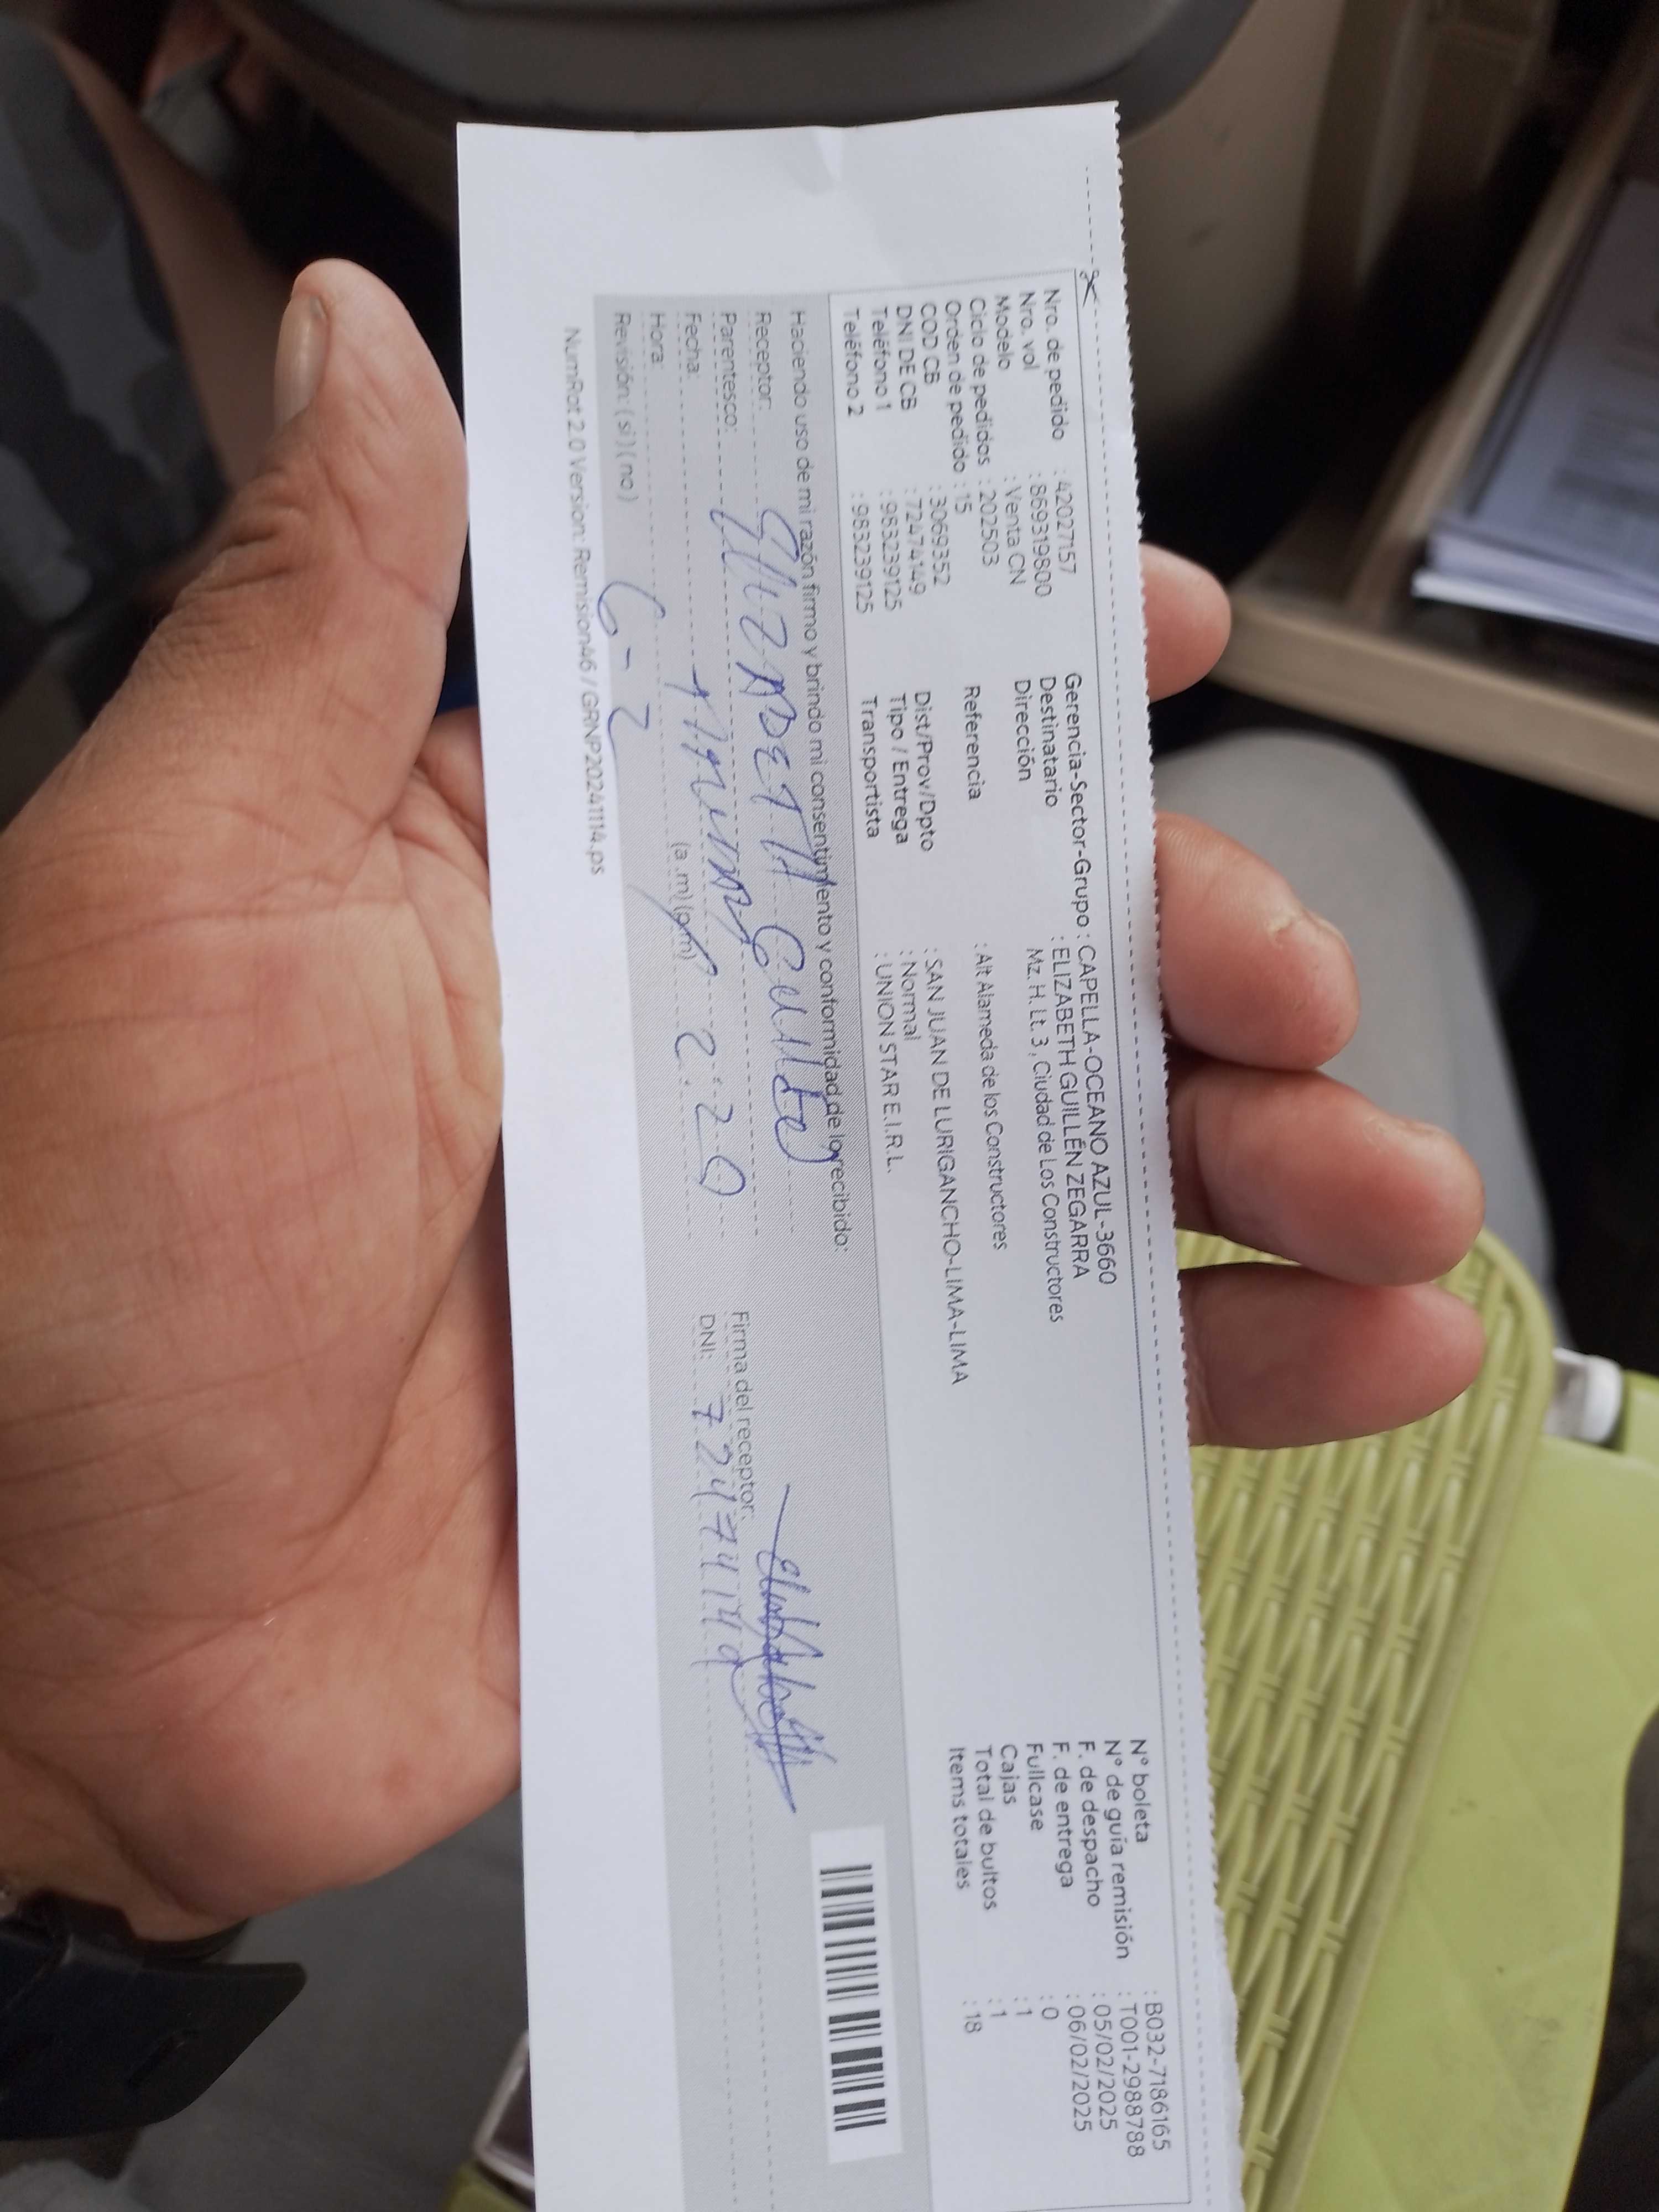 Nro. de pedido : 42027157
Nro. vol : 869319800
Modelo : Venta CN
Ciclo de pedidos : 202503
Orden de pedido : 15
COD CB : 3069352
DNI DE CB : 72474149
Teléfono 1 : 983239125
Teléfono 2 : 983239125
Gerencia-Sector-Grupo : CAPELLA-OCEANO AZUL-3660
Destinatario : ELIZABETH GUILLÉN ZEGARRA
Dirección Mz. H. Lt. 3, Ciudad de Los Constructores
Referencia : Alt Alameda de los Constructores
Dist/Prov/Dpto : SAN JUAN DE LURIGANCHO-LIMA-LIMA
Tipo / Entrega : Normal
Transportista : UNION STAR E.I.R.L.
N° boleta : B032-7186165
N° de guía remisión : T001-2988788
F. de despacho : 05/02/2025
F. de entrega : 06/02/2025
Fullcase : 0
Cajas : 1
Total de bultos : 1
Items totales : 18
Haciendo uso de mi razón firmo y brindo mi consentimiento y conformidad de lo recibido:
Receptor:
Parentesco:
Fecha:
Hora: (a.m) (p.m) 2:20
Revisión: ( si ) ( no ) 6-2
Firma del receptor:
DNI: 72474149
NumRot 2.0 Version: Remision46 / GRNP20241114.ps